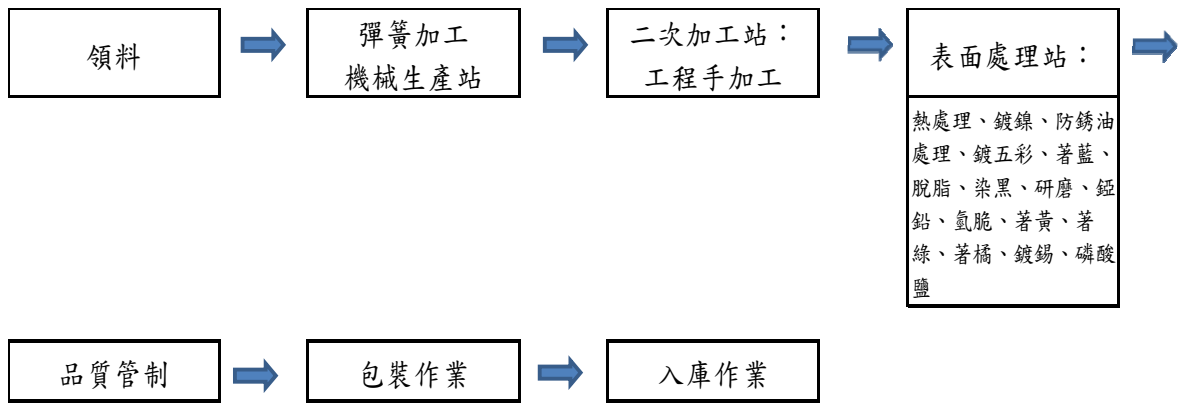 領料
彈簧加工
機械生產站
二次加工站：
工程手加工
表面處理站：
熱處理、鍍鎳、防銹油
處理、鍍五彩、著藍、
脫脂、染黑、研磨、錏
鉛、氫脆、著黃、著
綠、著橘、鍍錫、磷酸
鹽
品質管制
包裝作業
入庫作業